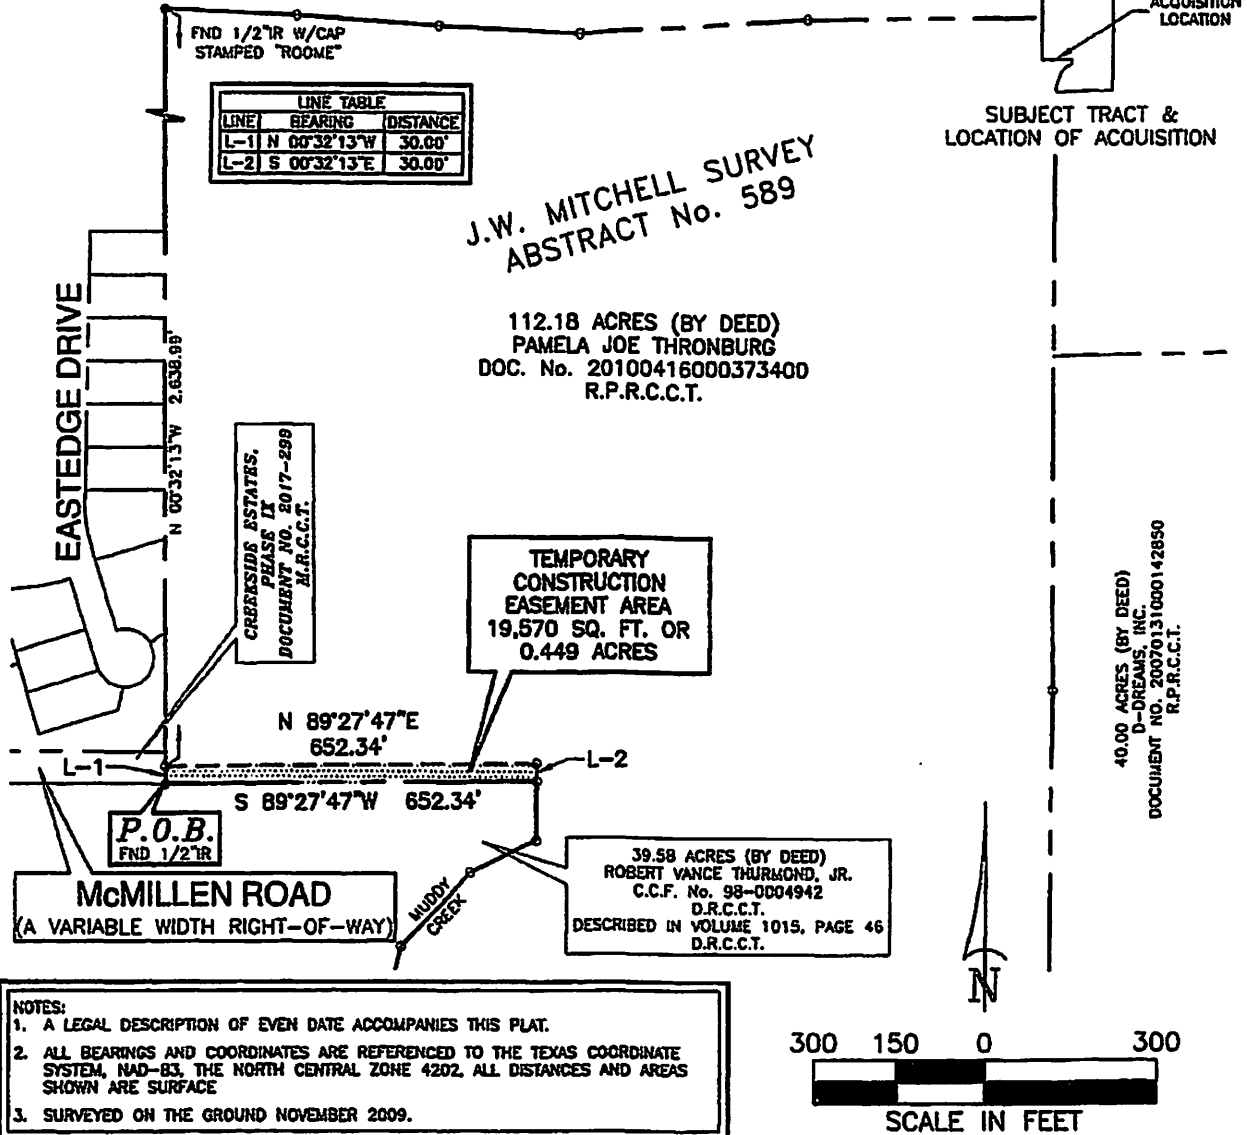 ACQUISITION
LOCATION
FND 1/2"IR W/CAP
STAMPED "ROOME"
LINE TABLE
LINE BEARING DISTANCE
L-1 N 00°32'13"W 30.00'
L-2 S 00°32'13"E 30.00'
SUBJECT TRACT &
LOCATION OF ACQUISITION
J.W. MITCHELL SURVEY
ABSTRACT No. 589
112.18 ACRES (BY DEED)
PAMELA JOE THRONBURG
DOC. No. 20100416000373400
R.P.R.C.C.T.
EASTEDGE DRIVE
N 00°32'13"W 2,638.99'
CREEKSIDE ESTATES,
PHASE IX
DOCUMENT NO. 2017-299
M.R.C.C.T.
TEMPORARY
CONSTRUCTION
EASEMENT AREA
19,570 SQ. FT. OR
0.449 ACRES
40.00 ACRES (BY DEED)
D-DREAMS, INC.
DOCUMENT NO. 20070131000142850
R.P.R.C.C.T.
N 89°27'47"E
652.34'
L-1
L-2
S 89°27'47"W 652.34'
P.O.B.
FND 1/2"IR
McMILLEN ROAD
(A VARIABLE WIDTH RIGHT-OF-WAY)
MUDDY
CREEK
39.58 ACRES (BY DEED)
ROBERT VANCE THURMOND, JR.
C.C.F. No. 98-0004942
D.R.C.C.T.
DESCRIBED IN VOLUME 1015, PAGE 46
D.R.C.C.T.
N
NOTES:
1. A LEGAL DESCRIPTION OF EVEN DATE ACCOMPANIES THIS PLAT.
2. ALL BEARINGS AND COORDINATES ARE REFERENCED TO THE TEXAS COORDINATE
SYSTEM, NAD-83, THE NORTH CENTRAL ZONE 4202, ALL DISTANCES AND AREAS
SHOWN ARE SURFACE
3. SURVEYED ON THE GROUND NOVEMBER 2009.
300 150 0 300
SCALE IN FEET